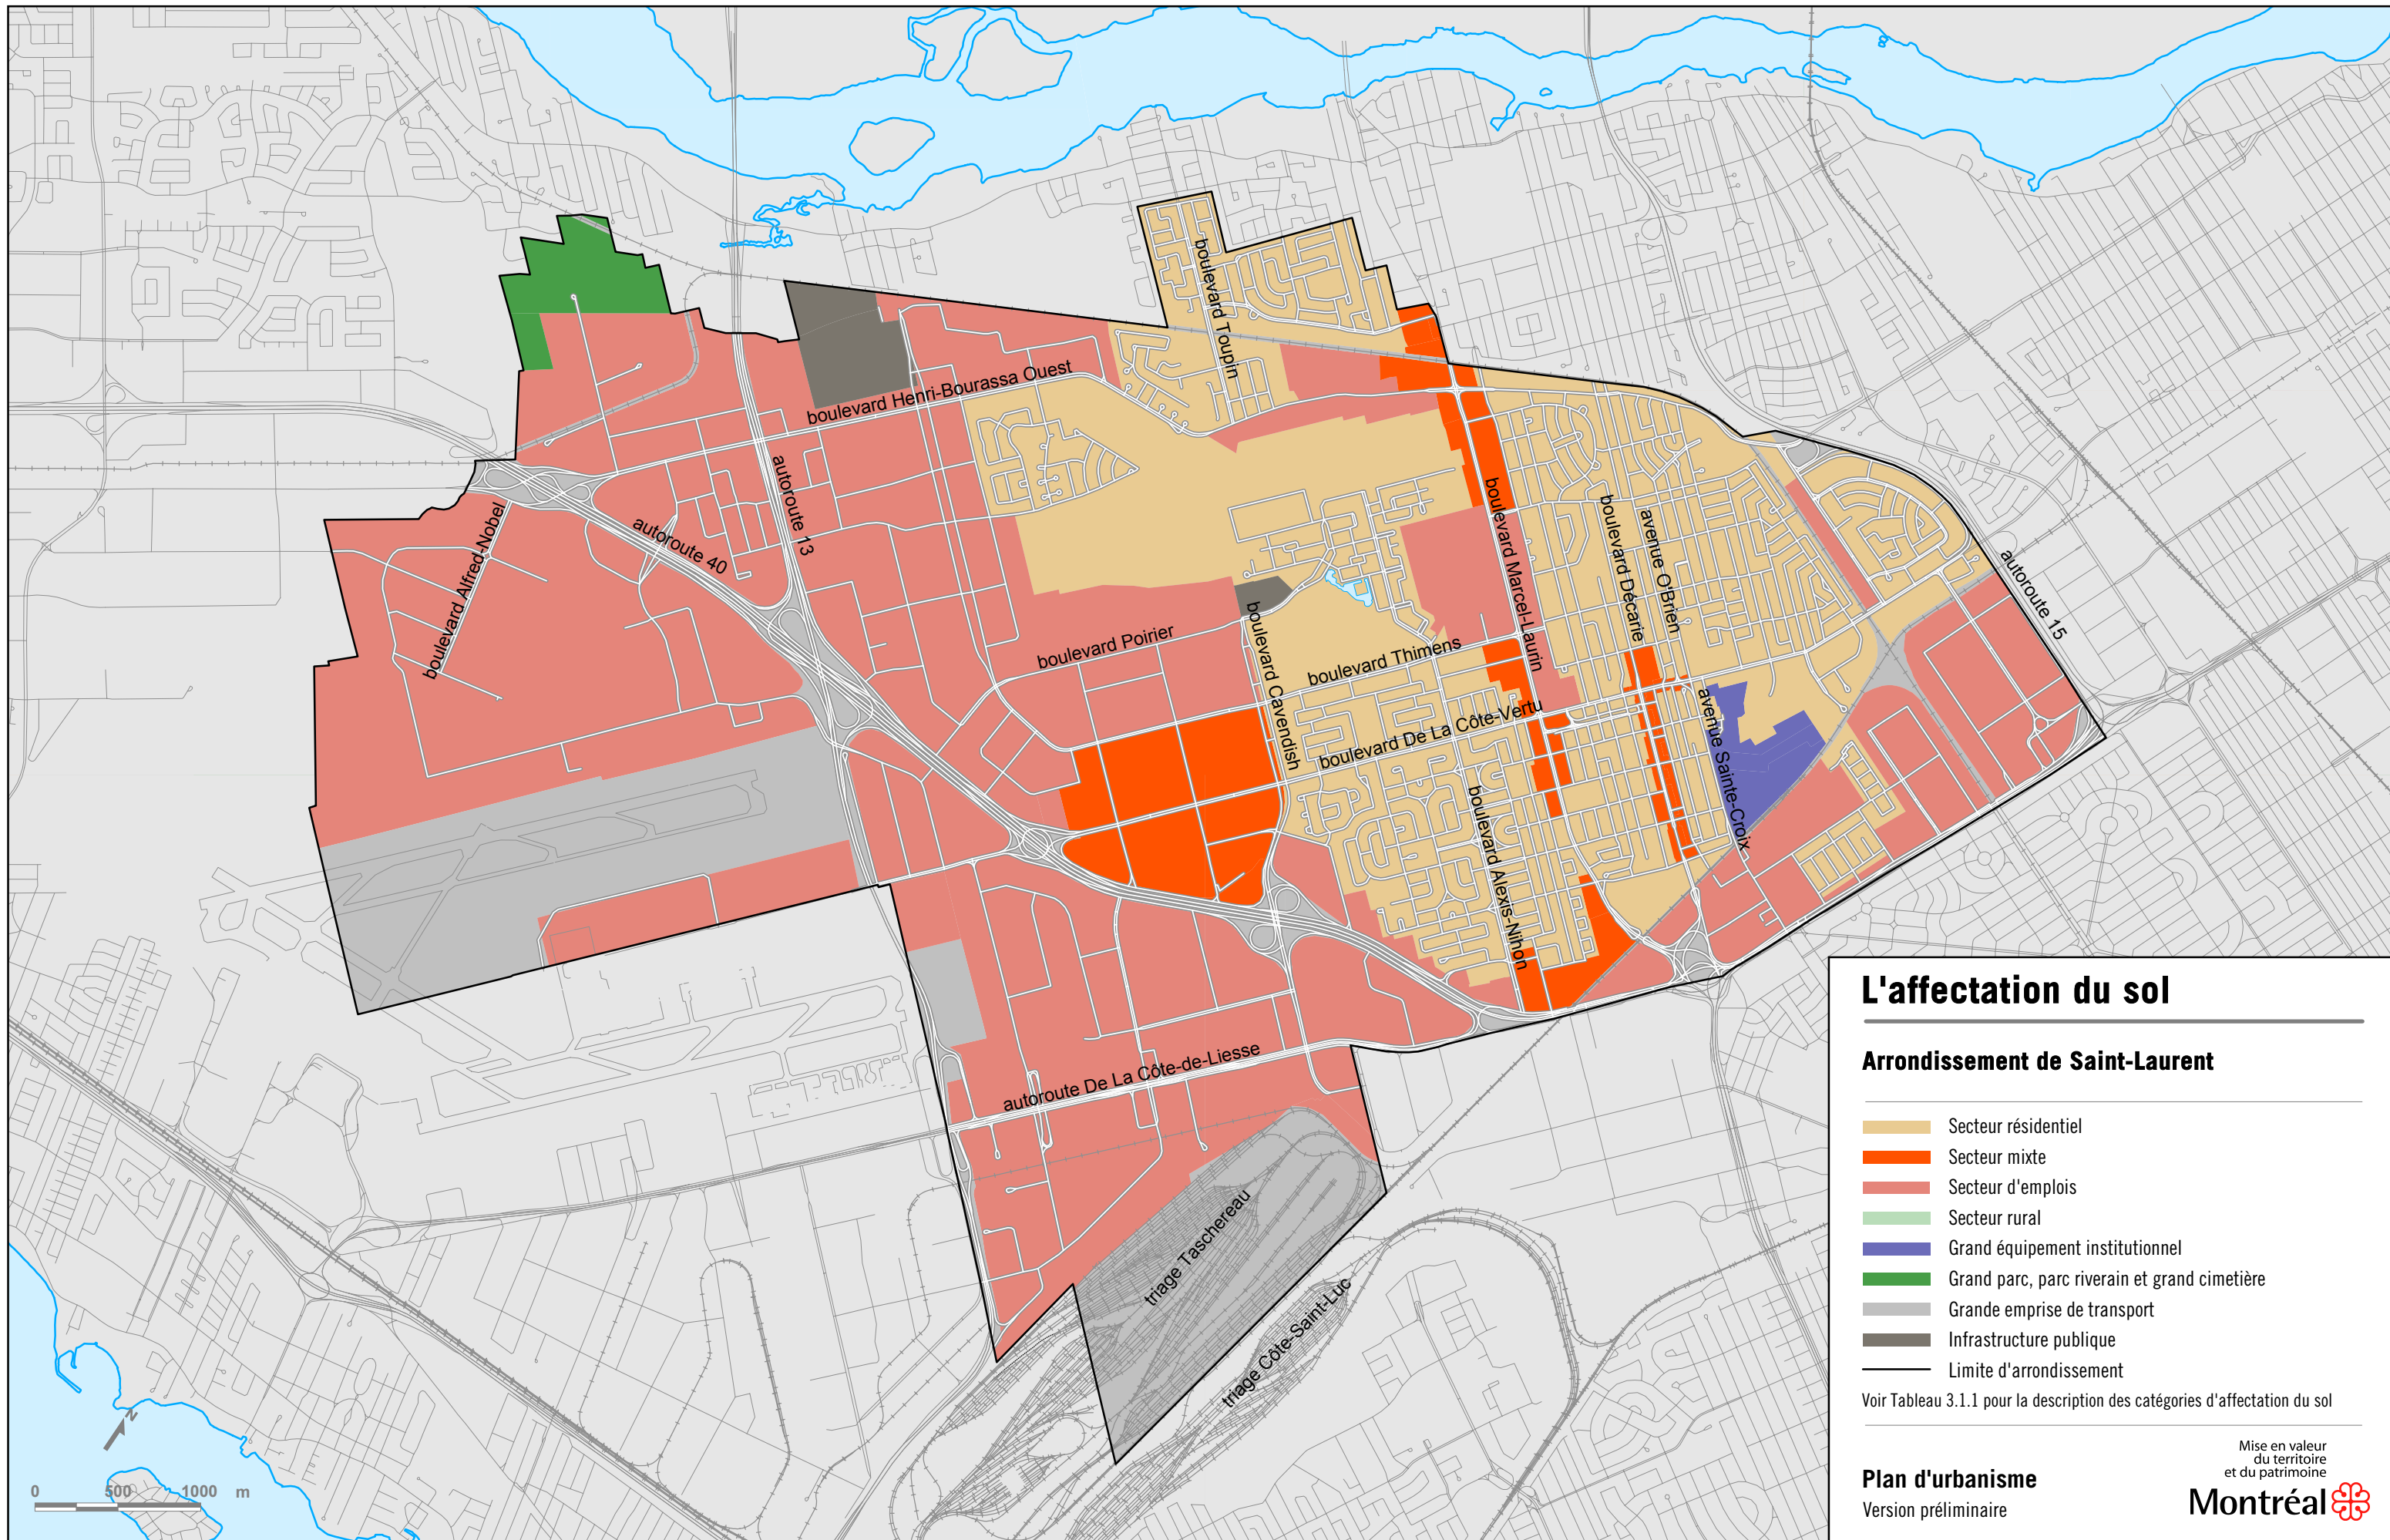 boulevard Toupin
boulevard Henri-Bourassa Ouest
autoroute 13
autoroute 40
boulevard Alfred-Nobel
boulevard Marcel-Laurin
boulevard Décarie
avenue O'Brien
autoroute 15
boulevard Poirier
boulevard Cavendish
boulevard Thimens
boulevard De La Côte-Vertu
avenue Sainte-Croix
boulevard Alexis-Nihon
autoroute De La Côte-de-Liesse
triage Taschereau
triage Côte-Saint-Luc
N
0 500 1000 m
L'affectation du sol
Arrondissement de Saint-Laurent
Secteur résidentiel
Secteur mixte
Secteur d'emplois
Secteur rural
Grand équipement institutionnel
Grand parc, parc riverain et grand cimetière
Grande emprise de transport
Infrastructure publique
Limite d'arrondissement
Voir Tableau 3.1.1 pour la description des catégories d'affectation du sol
Plan d'urbanisme
Version préliminaire
Mise en valeur
du territoire
et du patrimoine
Montréal